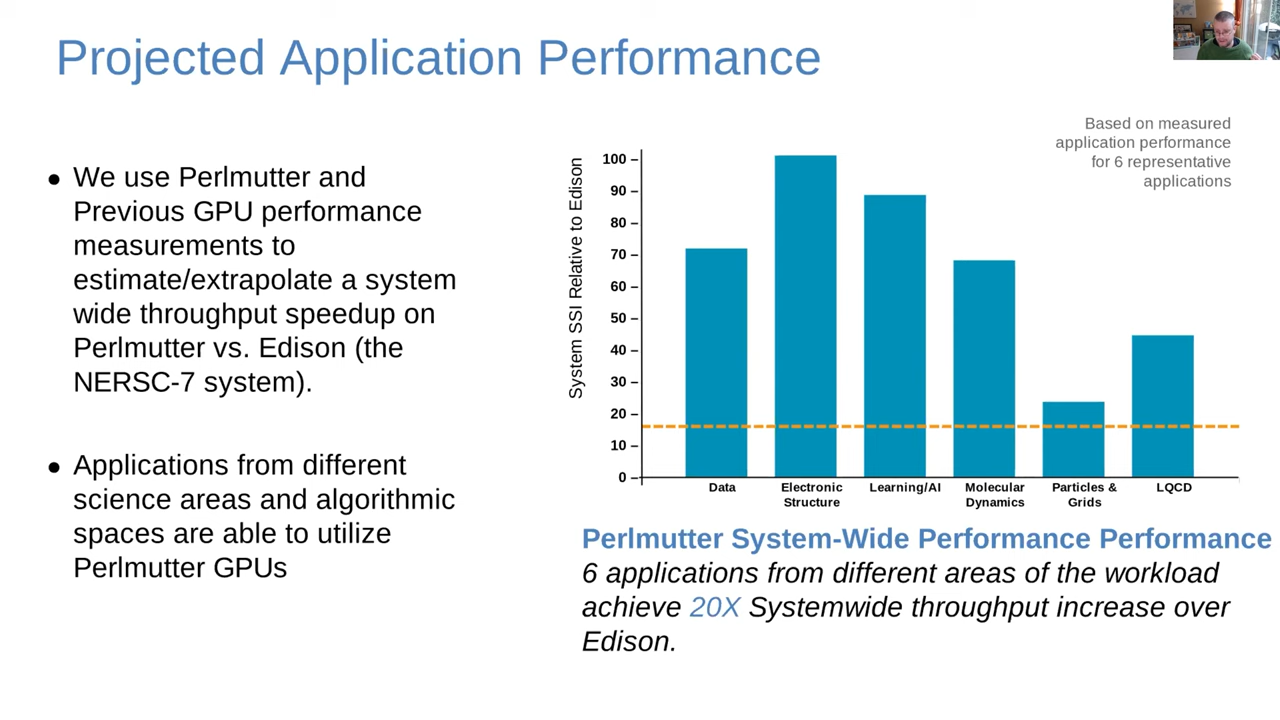 Projected Application Performance
● We use Perlmutter and
Previous GPU performance
measurements to
estimate/extrapolate a system
wide throughput speedup on
Perlmutter vs. Edison (the
NERSC-7 system).
● Applications from different
science areas and algorithmic
spaces are able to utilize
Perlmutter GPUs
Based on measured
application performance
for 6 representative
applications
System SSI Relative to Edison
100
90
80
70
60
50
40
30
20
10
0
Data
Electronic
Structure
Learning/AI
Molecular
Dynamics
Particles &
Grids
LQCD
Perlmutter System-Wide Performance Performance
6 applications from different areas of the workload
achieve 20X Systemwide throughput increase over
Edison.